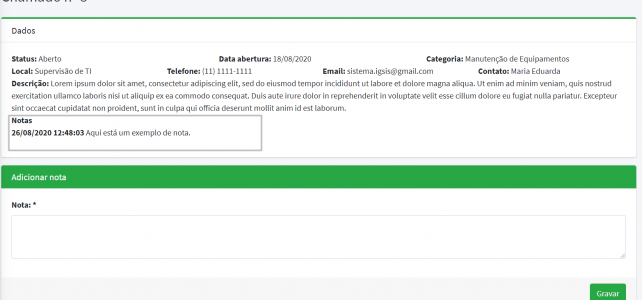 Dados
Status: Aberto Data abertura: 18/08/2020 Categoria: Manutenção de Equipamentos
Local: Supervisão de TI Telefone: (11) 1111-1111 Email: sistema.igsis@gmail.com Contato: Maria Eduarda
Descrição: Lorem ipsum dolor sit amet, consectetur adipiscing elit, sed do eiusmod tempor incididunt ut labore et dolore magna aliqua. Ut enim ad minim veniam, quis nostrud
exercitation ullamco laboris nisi ut aliquip ex ea commodo consequat. Duis aute irure dolor in reprehenderit in voluptate velit esse cillum dolore eu fugiat nulla pariatur. Excepteur
sint occaecat cupidatat non proident, sunt in culpa qui officia deserunt mollit anim id est laborum.
Notas
26/08/2020 12:48:03 Aqui está um exemplo de nota.
Adicionar nota
Nota: *
Gravar